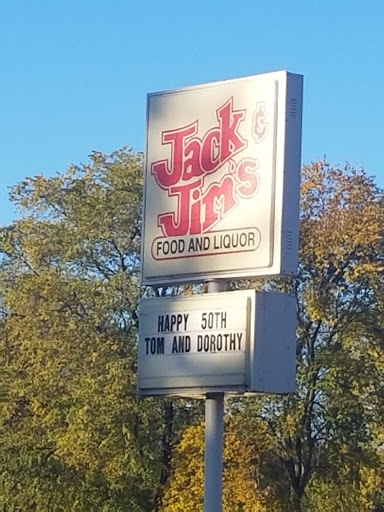 Jack &
Jim's
FOOD AND LIQUOR
HAPPY 50TH
TOM AND DOROTHY